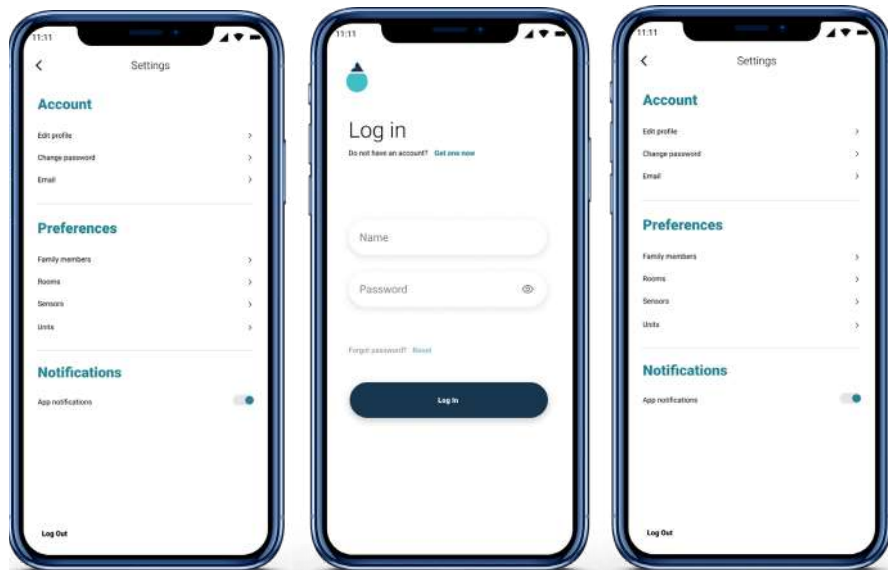 11:11
Settings
Account
Edit profile
Change password
Email
Preferences
Family members
Rooms
Sensors
Units
Notifications
App notifications
Log Out
11:11
Log in
Do not have an account? Get one now
Name
Password
Forgot password? Reset
Log In
11:11
Settings
Account
Edit profile
Change password
Email
Preferences
Family members
Rooms
Sensors
Units
Notifications
App notifications
Log Out